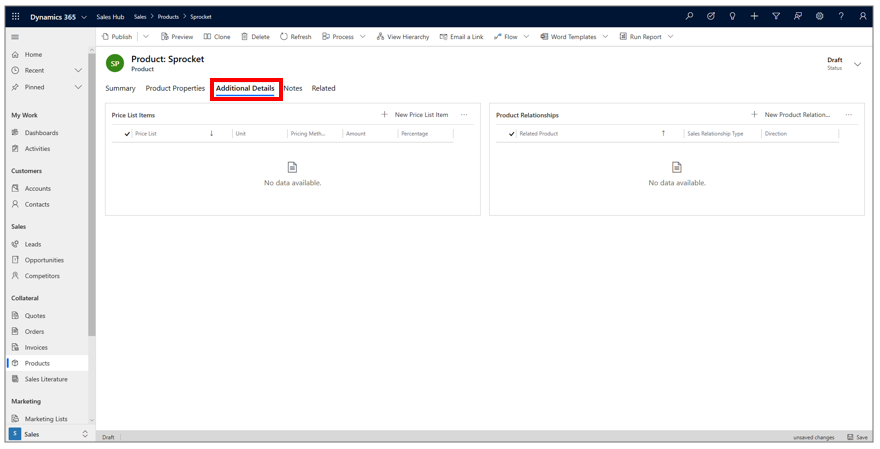 Dynamics 365 Sales Hub Sales > Products > Sprocket
Publish Preview Clone Delete Refresh Process View Hierarchy Email a Link Flow Word Templates Run Report
Home
Recent
Pinned
My Work
Dashboards
Activities
Customers
Accounts
Contacts
Sales
Leads
Opportunities
Competitors
Collateral
Quotes
Orders
Invoices
Products
Sales Literature
Marketing
Marketing Lists
S Sales
SP
Product: Sprocket
Product
Draft
Status
Summary Product Properties Additional Details Notes Related
Price List Items + New Price List Item ...
Price List Unit Pricing Meth... Amount Percentage
No data available.
Product Relationships + New Product Relation... ...
Related Product Sales Relationship Type Direction
No data available.
Draft unsaved changes Save